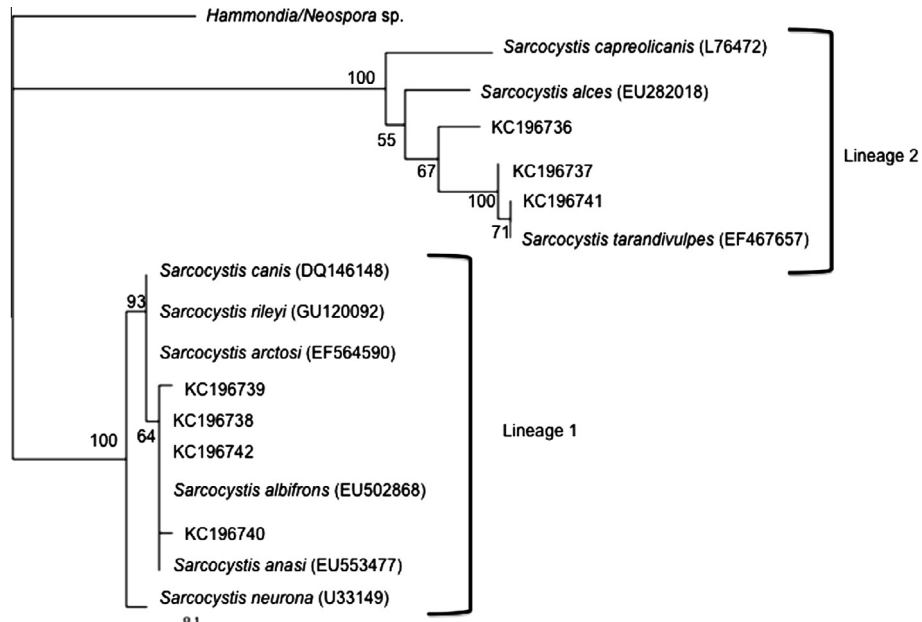 Hammondia/Neospora sp.
Sarcocystis capreolicanis (L76472)
100
Sarcocystis alces (EU282018)
KC196736
55
Lineage 2
67
KC196737
100
KC196741
71
Sarcocystis tarandivulpes (EF467657)
Sarcocystis canis (DQ146148)
93
Sarcocystis rileyi (GU120092)
Sarcocystis arctosi (EF564590)
KC196739
KC196738
64
100
Lineage 1
KC196742
Sarcocystis albifrons (EU502868)
KC196740
Sarcocystis anasi (EU553477)
Sarcocystis neurona (U33149)